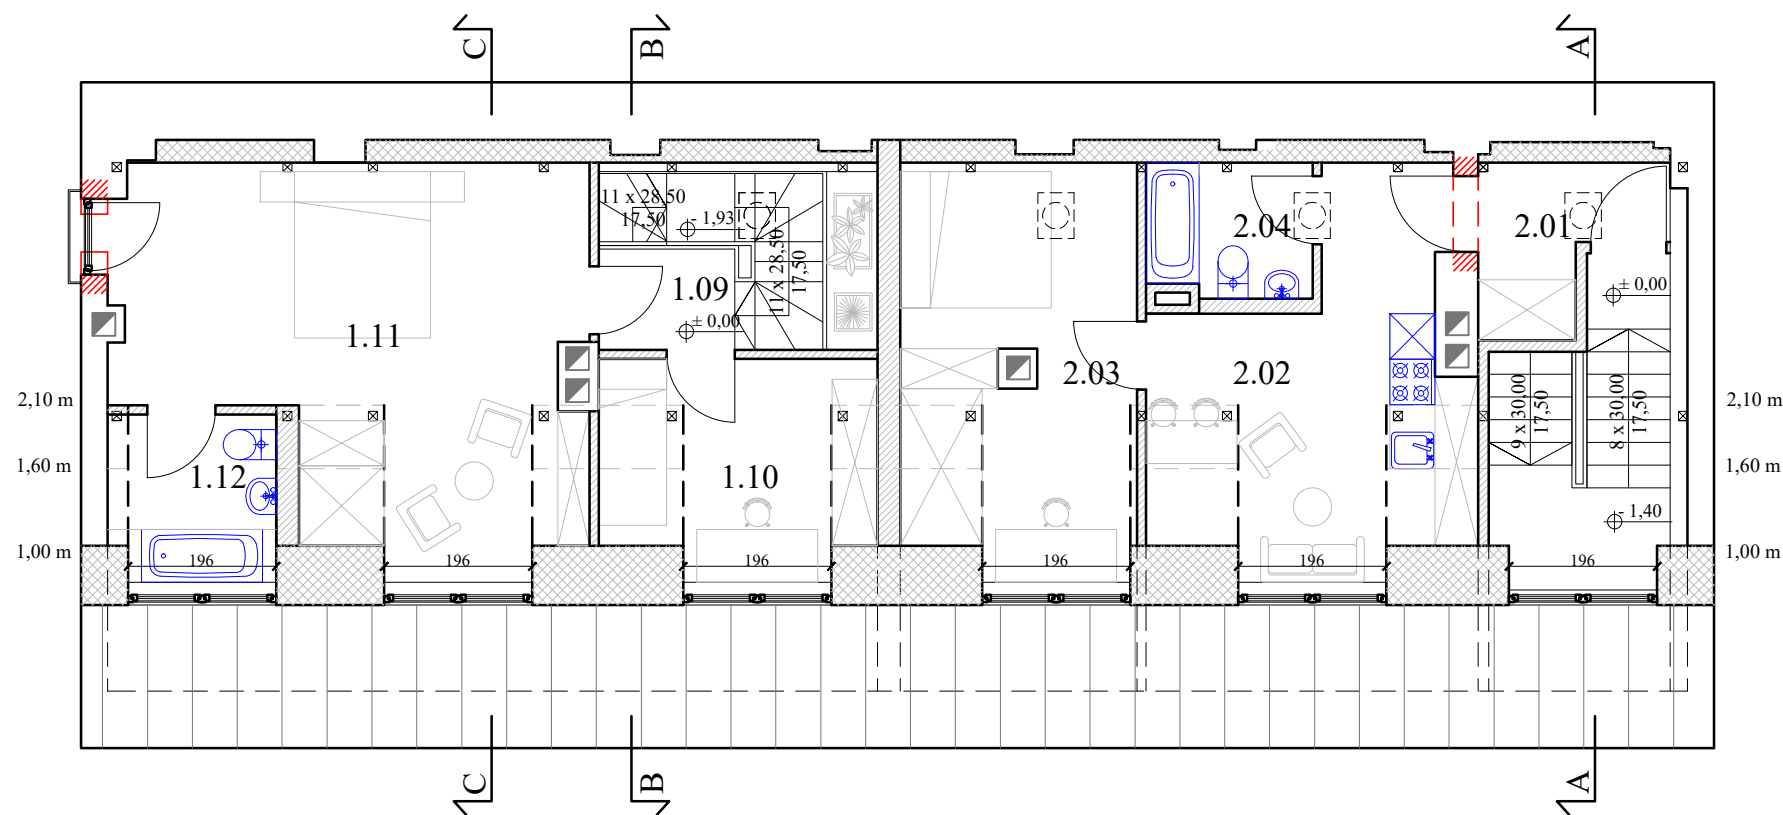 C
B
A
11 x 28,50
17,50
- 1,93
11 x 28,50
17,50
2.04
2.01
1.09
± 0,00
± 0,00
1.11
2.03
2.02
2,10 m
9 x 30,00
17,50
8 x 30,00
17,50
2,10 m
1,60 m
1.12
1.10
1,60 m
- 1,40
1,00 m
1,00 m
196
196
196
196
196
196
C
B
A